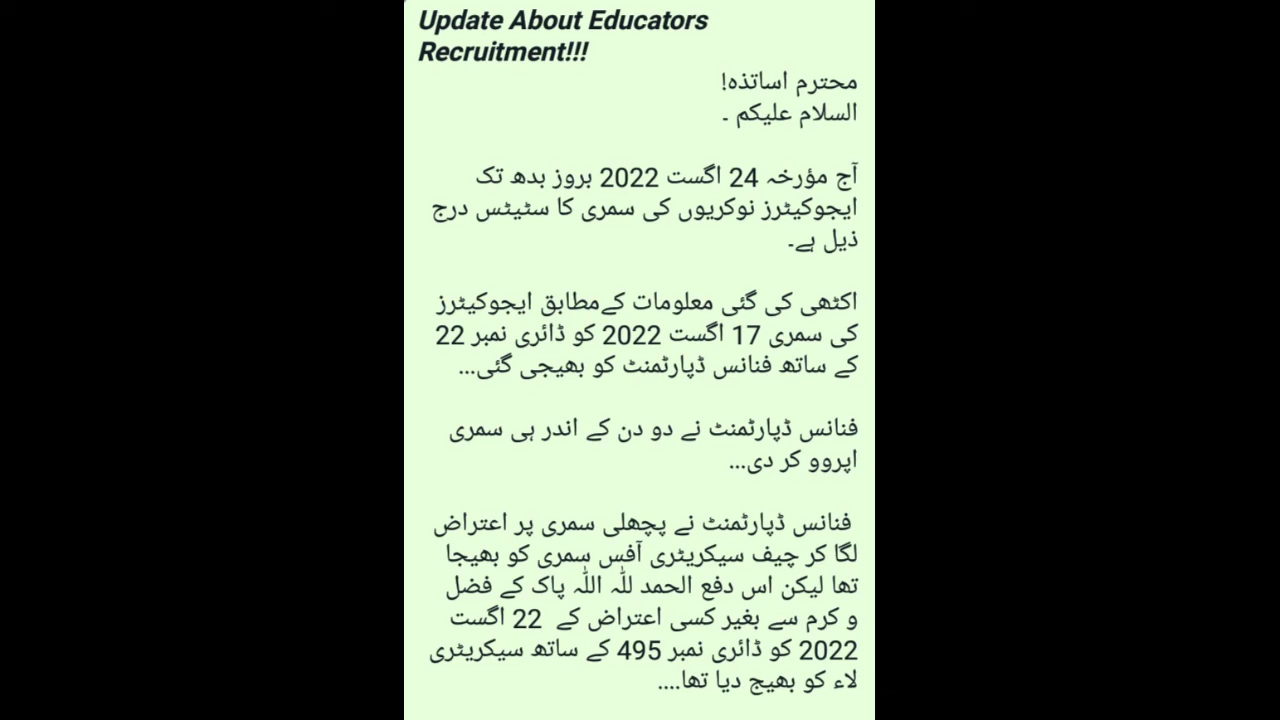 Update About Educators
Recruitment!!!
محترم اساتذہ!
السلام علیکم ۔
آج مؤرخہ 24 اگست 2022 بروز بدھ تک
ایجوکیٹرز نوکریوں کی سمری کا سٹیٹس درج
ذیل ہے۔
اکٹھی کی گئی معلومات کےمطابق ایجوکیٹرز
کی سمری 17 اگست 2022 کو ڈائری نمبر 22
کے ساتھ فنانس ڈپارٹمنٹ کو بھیجی گئی...
فنانس ڈپارٹمنٹ نے دو دن کے اندر ہی سمری
اپروو کر دی...
فنانس ڈپارٹمنٹ نے پچھلی سمری پر اعتراض
لگا کر چیف سیکریٹری آفس سمری کو بھیجا
تھا لیکن اس دفع الحمد للّٰہ اللّٰہ پاک کے فضل
و کرم سے بغیر کسی اعتراض کے 22 اگست
2022 کو ڈائری نمبر 495 کے ساتھ سیکریٹری
لاء کو بھیج دیا تھا....